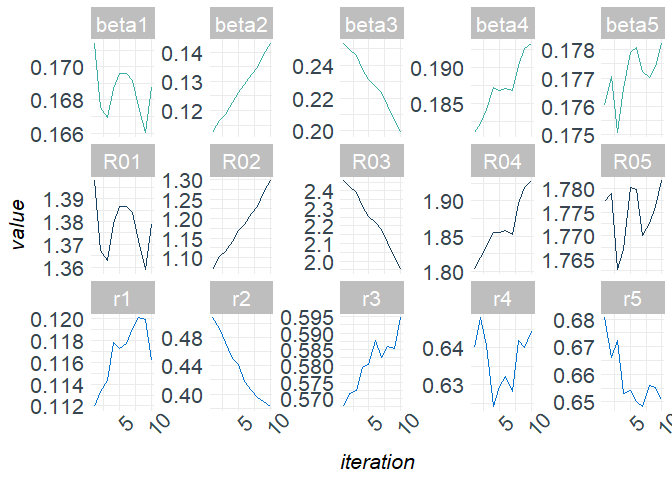 beta1 beta2 beta3 beta4 beta5
0.170 0.168 0.166 0.14 0.13 0.12 0.24 0.22 0.20 0.190 0.185 0.178 0.177 0.176 0.175
R01 R02 R03 R04 R05
1.39 1.38 1.37 1.36 1.30 1.25 1.20 1.15 1.10 2.4 2.3 2.2 2.1 2.0 1.90 1.85 1.80 1.780 1.775 1.770 1.765
value
r1 r2 r3 r4 r5
0.120 0.118 0.116 0.114 0.112 0.48 0.44 0.40 0.595 0.590 0.585 0.580 0.575 0.570 0.64 0.63 0.68 0.67 0.66 0.65
5 10 5 10 5 10 5 10 5 10
iteration